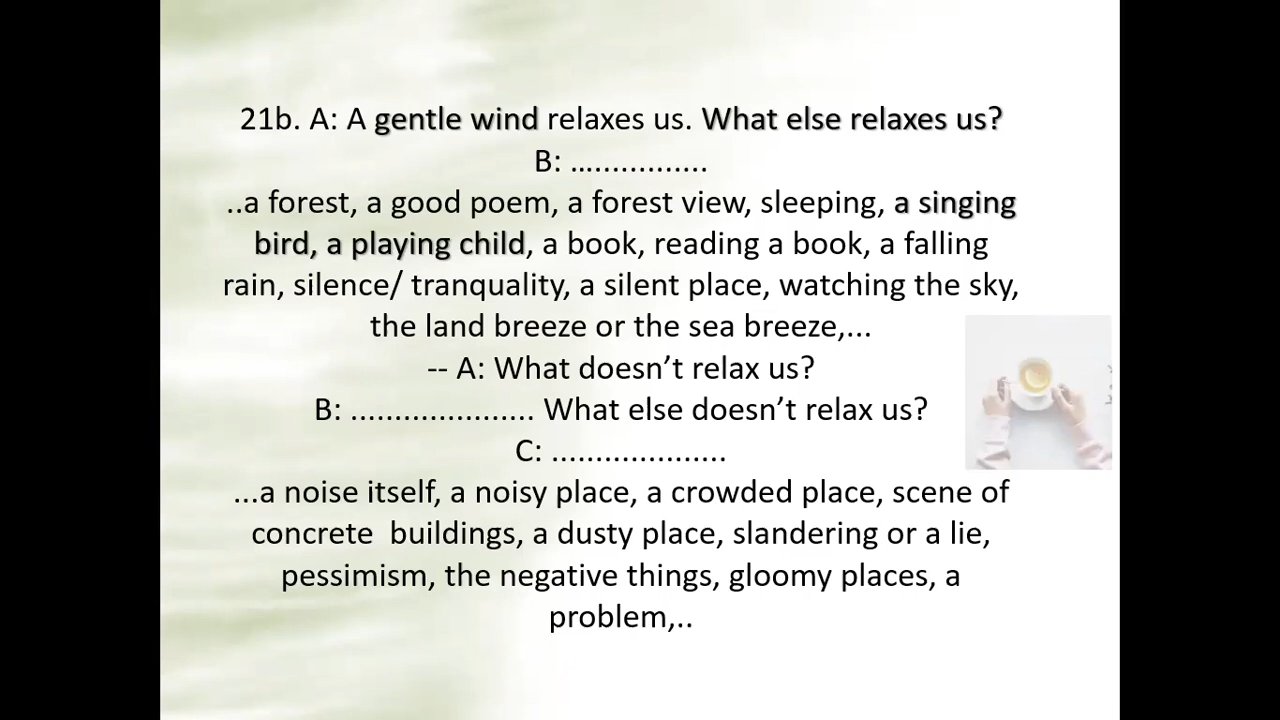 21b. A: A gentle wind relaxes us. What else relaxes us?
B: ................
..a forest, a good poem, a forest view, sleeping, a singing
bird, a playing child, a book, reading a book, a falling
rain, silence/ tranquality, a silent place, watching the sky,
the land breeze or the sea breeze,...
-- A: What doesn’t relax us?
B: ..................... What else doesn’t relax us?
C: ....................
...a noise itself, a noisy place, a crowded place, scene of
concrete  buildings, a dusty place, slandering or a lie,
pessimism, the negative things, gloomy places, a
problem,..